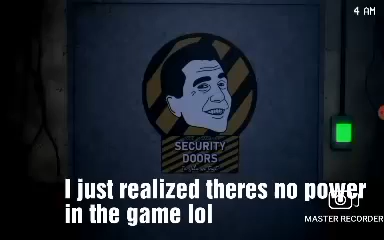 4 AM
SECURITY
DOORS
I just realized theres no power
in the game lol
MASTER RECORDER